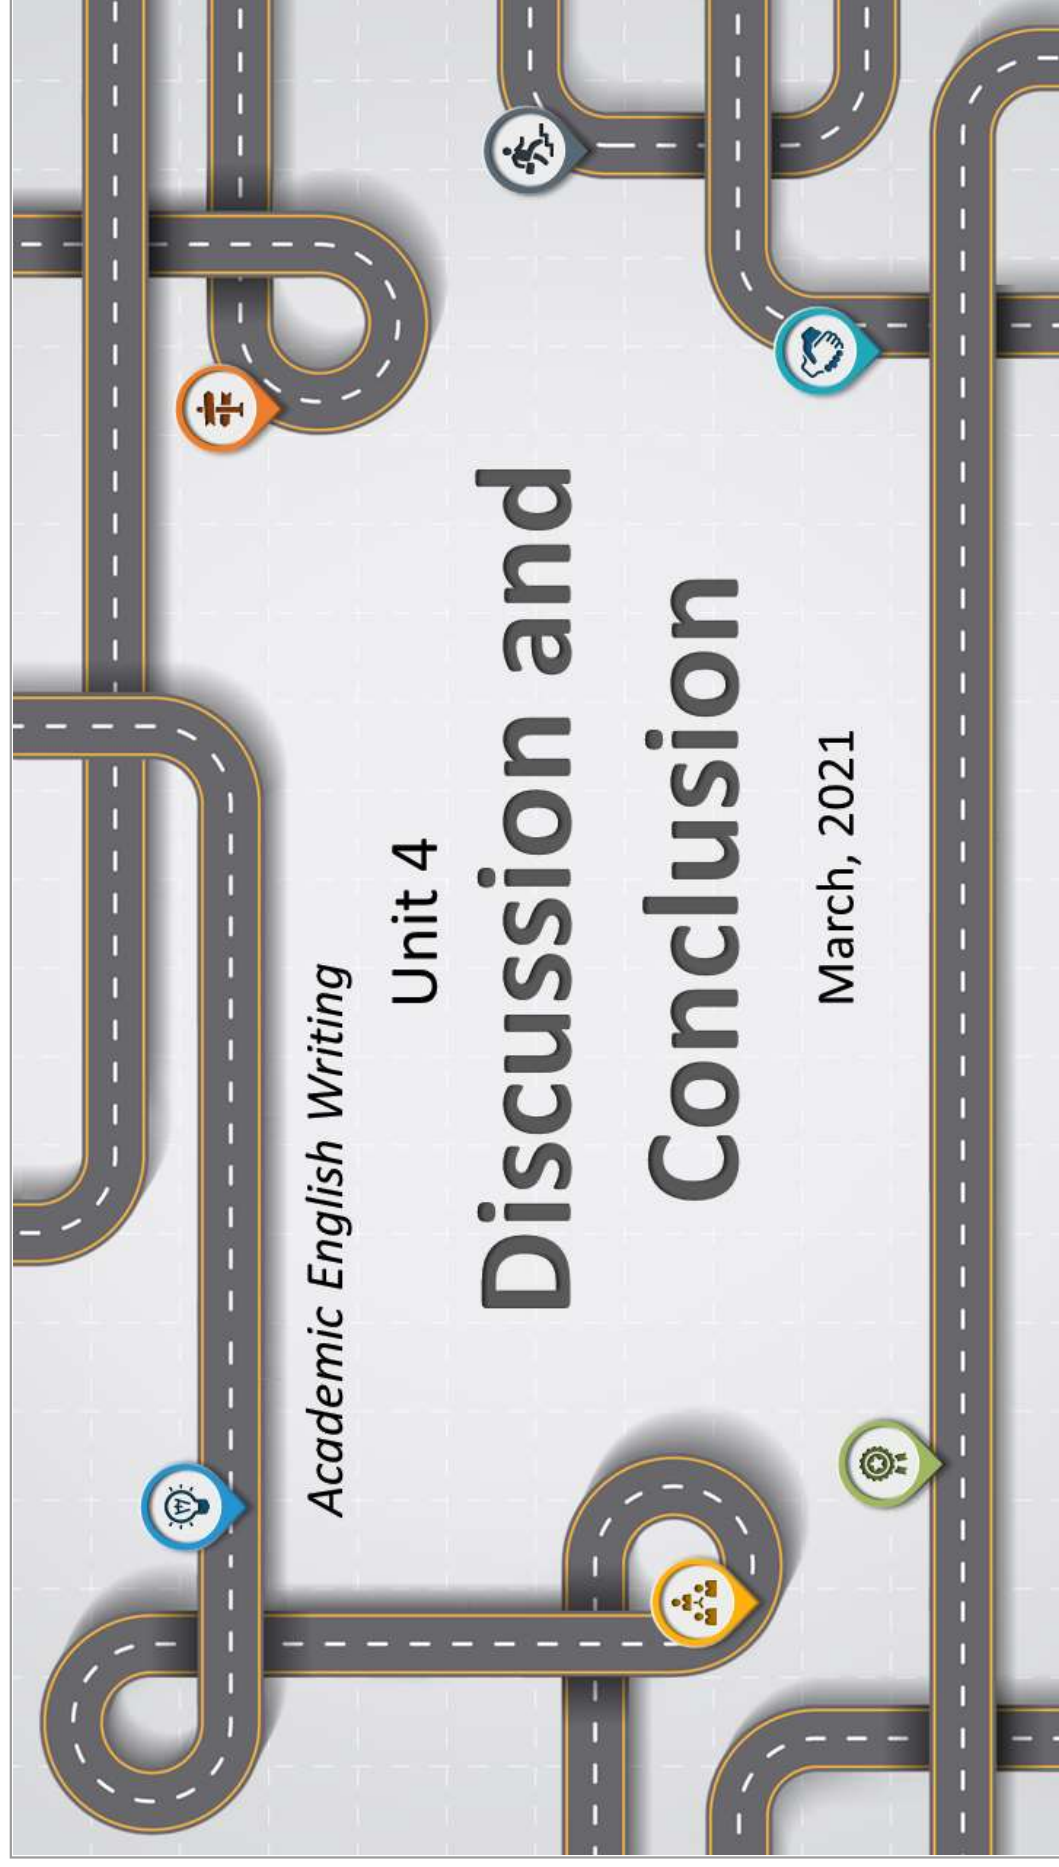 Academic English Writing
Unit 4
Discussion and
Conclusion
March, 2021